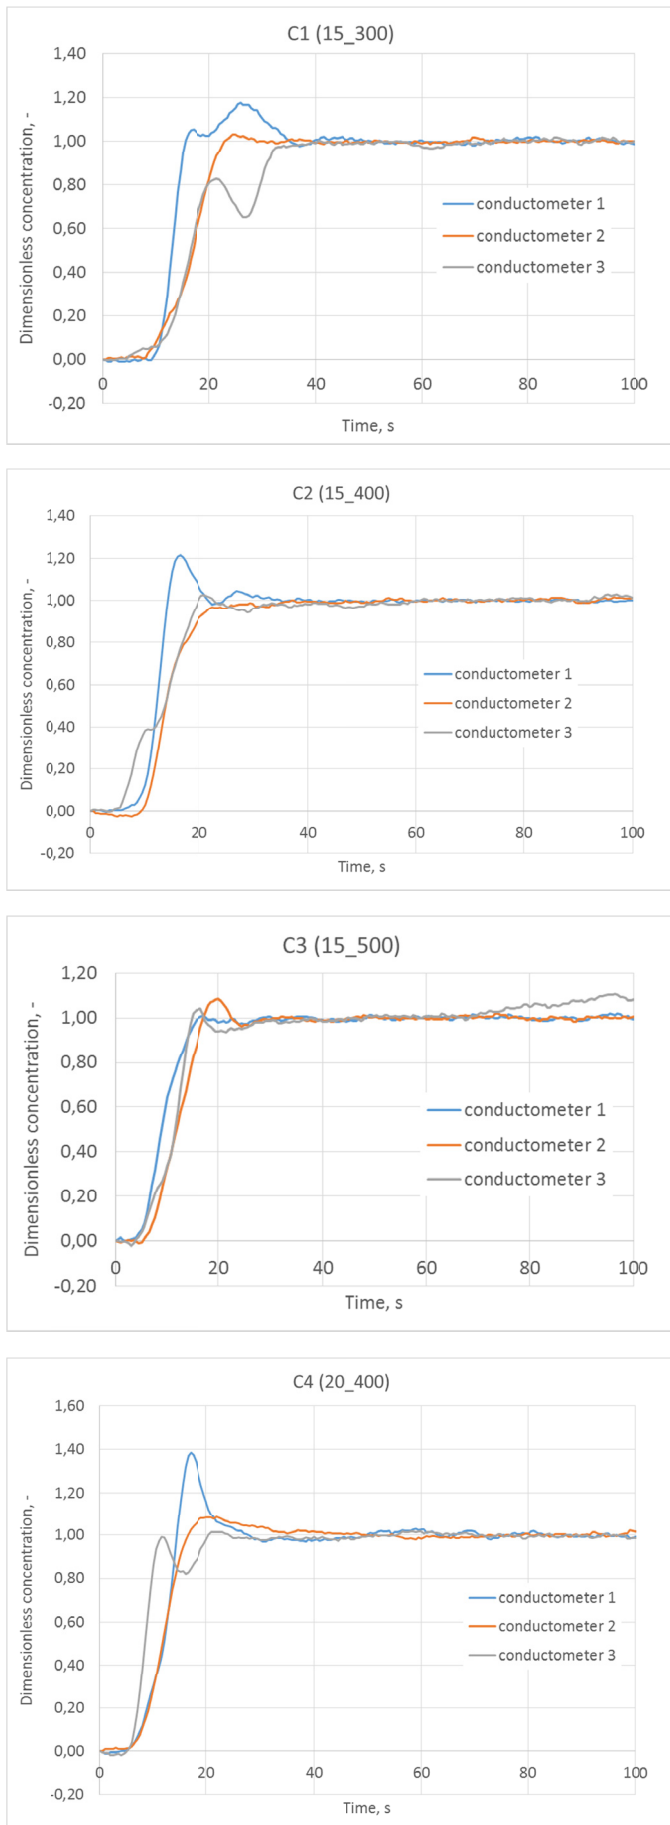 C1 (15_300)
1,40
1,20
1,00
0,80
0,60
0,40
0,20
0,00
-0,20
Dimensionless concentration, -
conductometer 1
conductometer 2
conductometer 3
0 20 40 60 80 100
Time, s
C2 (15_400)
1,40
1,20
1,00
0,80
0,60
0,40
0,20
0,00
-0,20
Dimensionless concentration, -
conductometer 1
conductometer 2
conductometer 3
0 20 40 60 80 100
Time, s
C3 (15_500)
1,20
1,00
0,80
0,60
0,40
0,20
0,00
-0,20
Dimensionless concentration, -
conductometer 1
conductometer 2
conductometer 3
0 20 40 60 80 100
Time, s
C4 (20_400)
1,60
1,40
1,20
1,00
0,80
0,60
0,40
0,20
0,00
-0,20
Dimensionless concentration, -
conductometer 1
conductometer 2
conductometer 3
0 20 40 60 80 100
Time, s